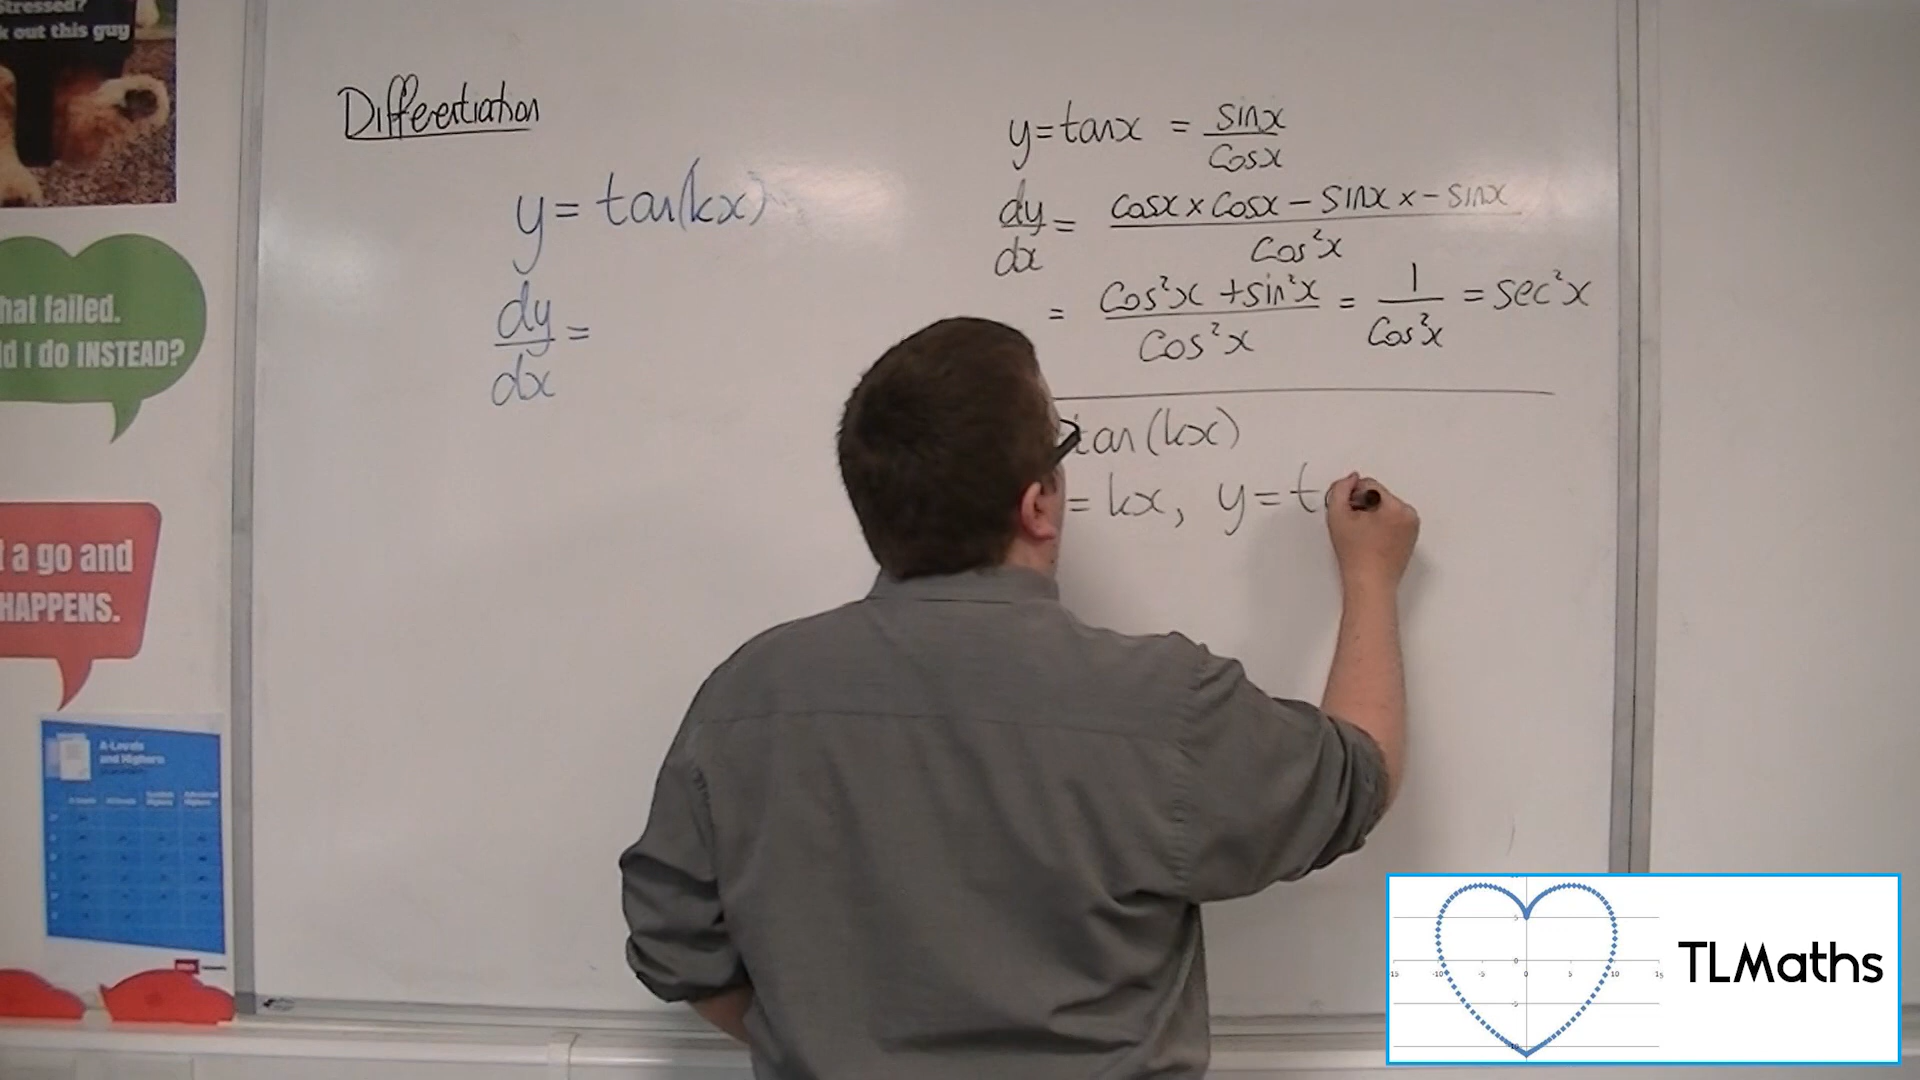 Stressed?
k out this guy
hat failed.
d I do INSTEAD?
t a go and
HAPPENS.
A-Levels
and Highers
Differentiation
y = tan(kx)
dy/dx =
y = tanx = sinx/cosx
dy/dx = cosx × cosx − sinx × − sinx / cos²x
= cos²x + sin²x / cos²x = 1/cos²x = sec²x
tan(kx)
= kx, y = t
TLMaths